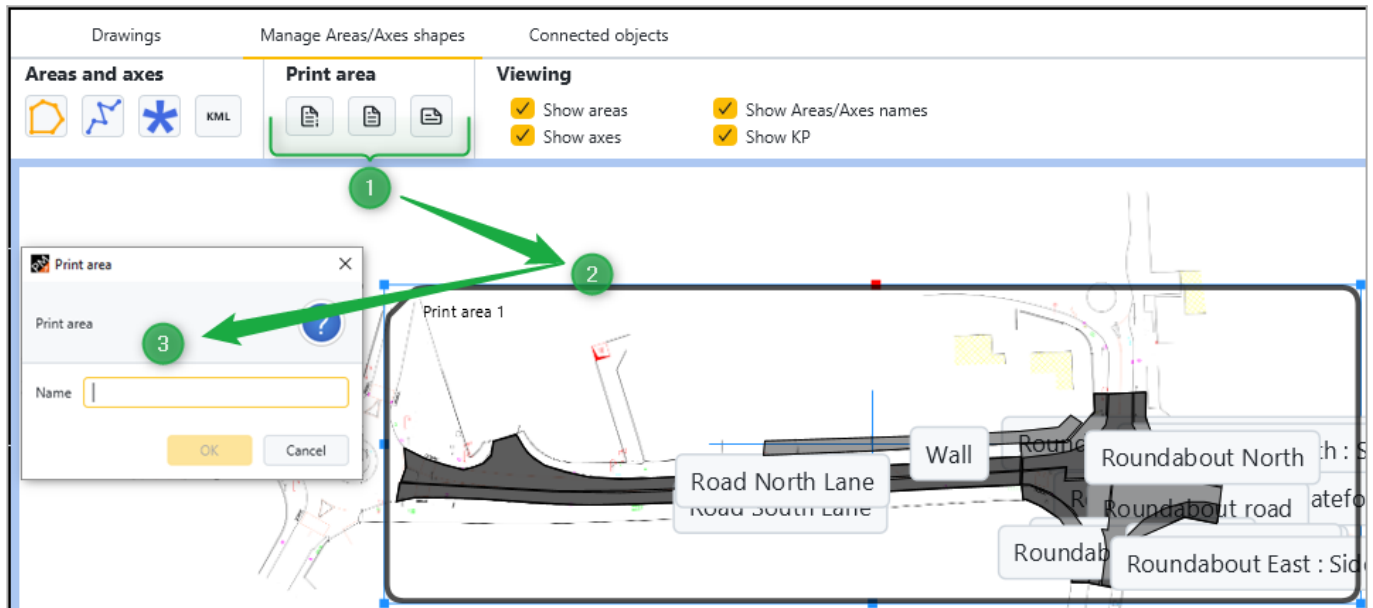 Drawings Manage Areas/Axes shapes Connected objects
Areas and axes Print area Viewing
KML
Show areas Show Areas/Axes names
Show axes Show KP
1
2
PM Print area
Print area 1
Print area ?
3
Name
OK Cancel
Wall
Roundabout North
Road North Lane
Road South Lane
Roundabout road
Roundab
Roundabout East : Sid